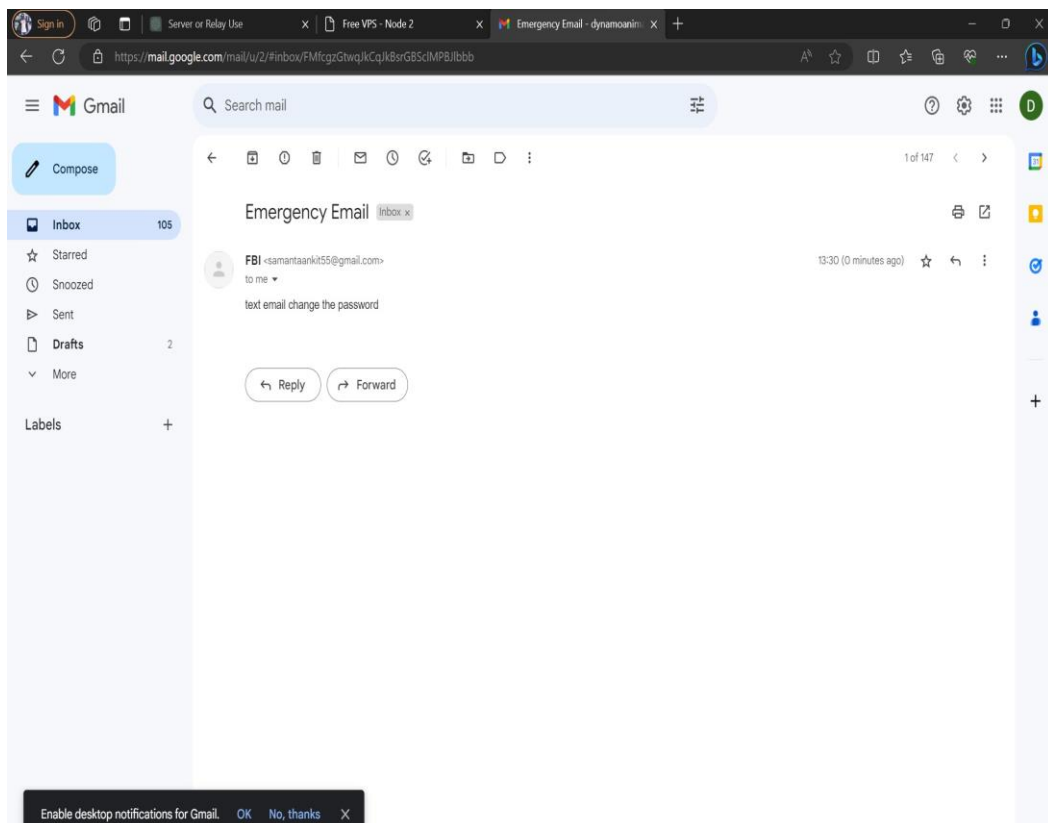 Sign in
Server or Relay Use
Free VPS - Node 2
Emergency Email - dynamoanim
https://mail.google.com/mail/u/2/#inbox/FMfcgzGtwqJkCqJkBsrGBSclMPBJlbbb
Gmail
Search mail
D
Compose
1 of 147
Emergency Email Inbox x
Inbox 105
Starred
FBI <samantaankit55@gmail.com> 13:30 (0 minutes ago)
to me
Snoozed
text email change the password
Sent
Drafts 2
More
Reply
Forward
Labels +
Enable desktop notifications for Gmail. OK No, thanks X